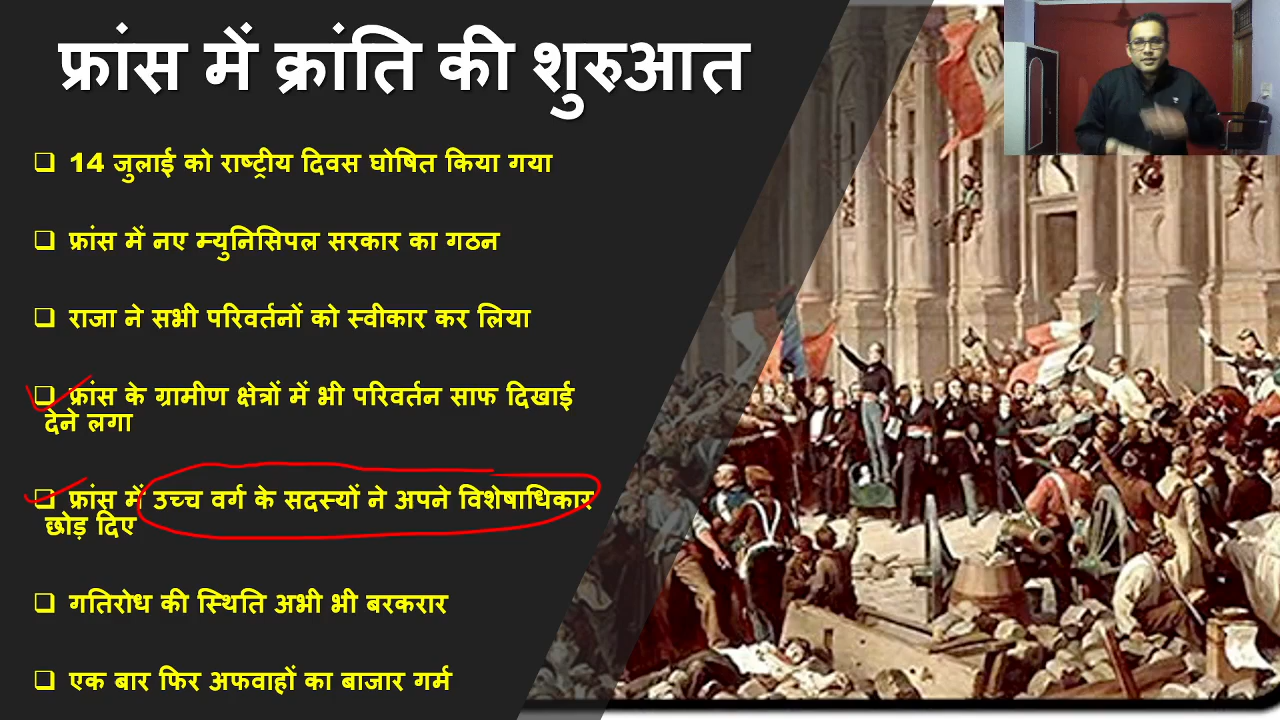 फ्रांस में क्रांति की शुरुआत
❑ 14 जुलाई को राष्ट्रीय दिवस घोषित किया गया
❑ फ्रांस में नए म्युनिसिपल सरकार का गठन
❑ राजा ने सभी परिवर्तनों को स्वीकार कर लिया
❑ फ्रांस के ग्रामीण क्षेत्रों में भी परिवर्तन साफ दिखाई
देने लगा
❑ फ्रांस में उच्च वर्ग के सदस्यों ने अपने विशेषाधिकार
छोड़ दिए
❑ गतिरोध की स्थिति अभी भी बरकरार
❑ एक बार फिर अफवाहों का बाजार गर्म